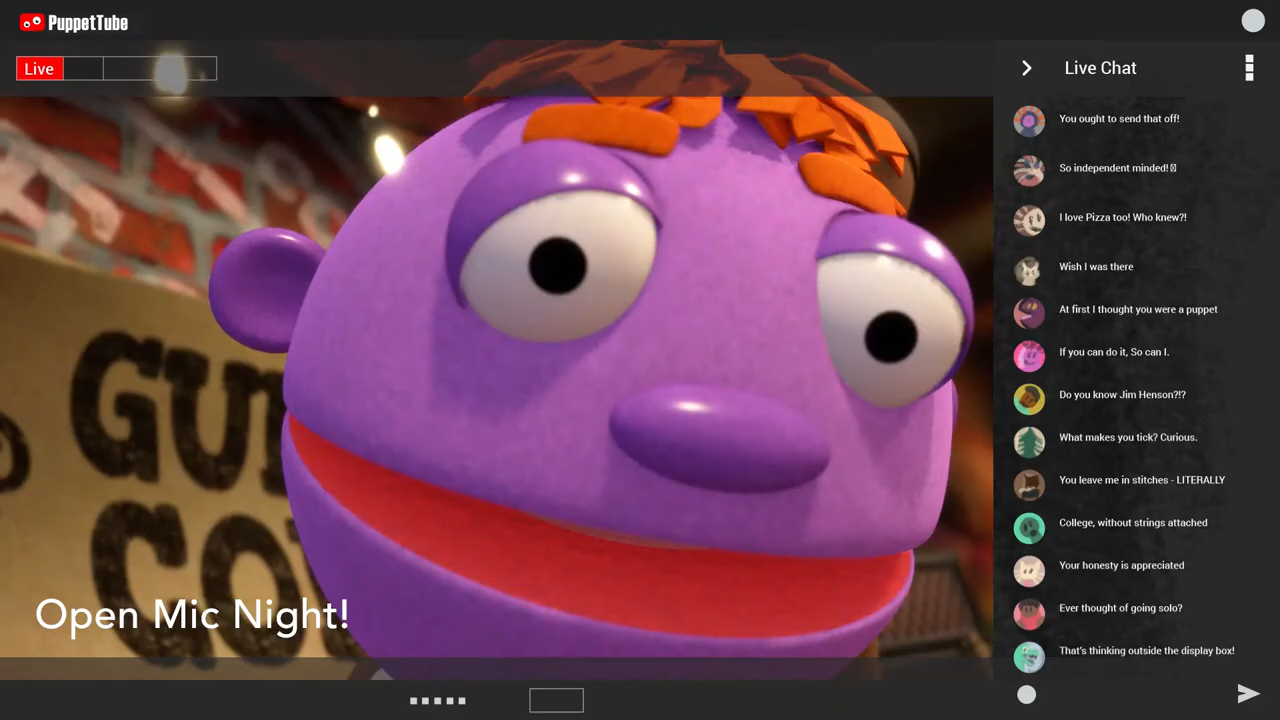 PuppetTube
Live
Live Chat
You ought to send that off!
So independent minded!
I love Pizza too! Who knew?!
Wish I was there
At first I thought you were a puppet
If you can do it, So can I.
Do you know Jim Henson?!?
What makes you tick? Curious.
You leave me in stitches - LITERALLY
College, without strings attached
Your honesty is appreciated
Ever thought of going solo?
That's thinking outside the display box!
Open Mic Night!